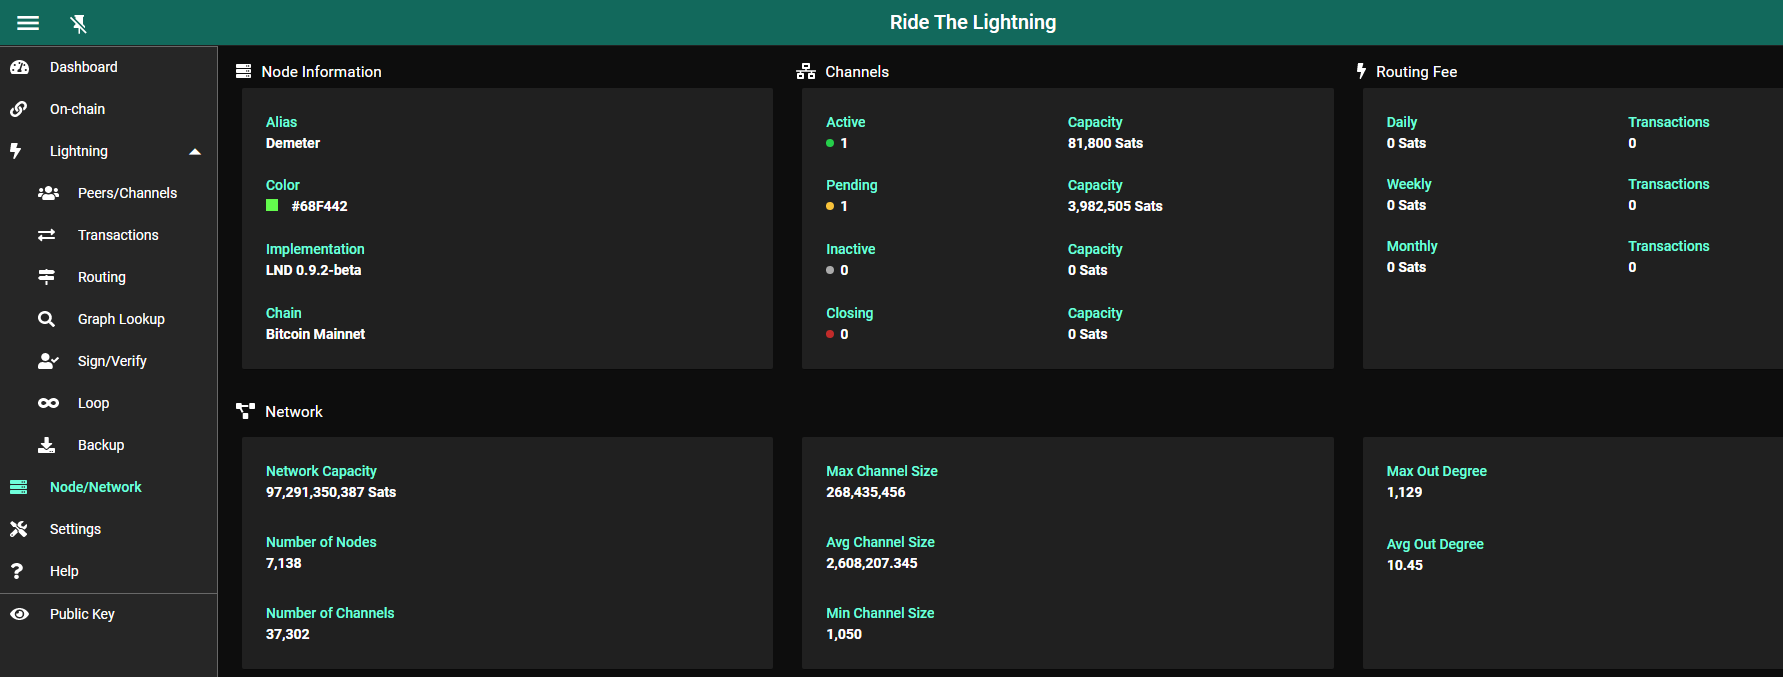 Ride The Lightning
Dashboard
On-chain
Lightning
Peers/Channels
Transactions
Routing
Graph Lookup
Sign/Verify
Loop
Backup
Node/Network
Settings
Help
Public Key
Node Information
Alias
Demeter
Color
#68F442
Implementation
LND 0.9.2-beta
Chain
Bitcoin Mainnet
Channels
Active Capacity
1 81,800 Sats
Pending Capacity
1 3,982,505 Sats
Inactive Capacity
0 0 Sats
Closing Capacity
0 0 Sats
Routing Fee
Daily Transactions
0 Sats 0
Weekly Transactions
0 Sats 0
Monthly Transactions
0 Sats 0
Network
Network Capacity
97,291,350,387 Sats
Number of Nodes
7,138
Number of Channels
37,302
Max Channel Size
268,435,456
Avg Channel Size
2,608,207.345
Min Channel Size
1,050
Max Out Degree
1,129
Avg Out Degree
10.45